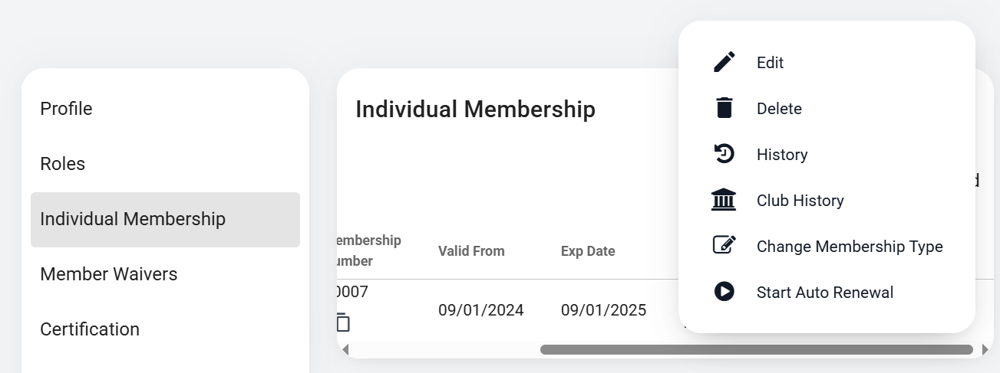 Profile
Roles
Individual Membership
Member Waivers
Certification
Individual Membership
embership
umber
Valid From
Exp Date
0007
09/01/2024
09/01/2025
d
Edit
Delete
History
Club History
Change Membership Type
Start Auto Renewal